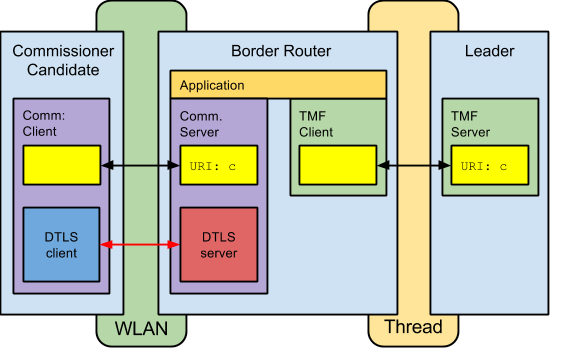 Commissioner
Candidate
Border Router
Leader
Application
Comm:
Client
Comm.
Server
TMF
Client
TMF
Server
URI: c
URI: c
DTLS
client
DTLS
server
WLAN
Thread